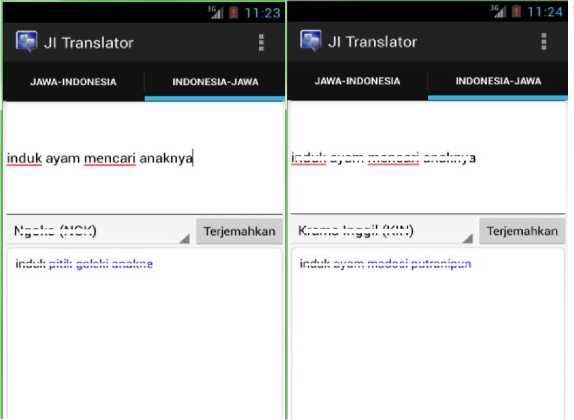 3G 11:23
JI Translator
JAWA-INDONESIA INDONESIA-JAWA
induk ayam mencari anaknya
Ngoko (NGK) Terjemahkan
induk pitik goleki anakne
3G 11:24
JI Translator
JAWA-INDONESIA INDONESIA-JAWA
induk ayam mencari anaknya
Krama Inggil (KIN) Terjemahkan
induk ayam madosi putranipun